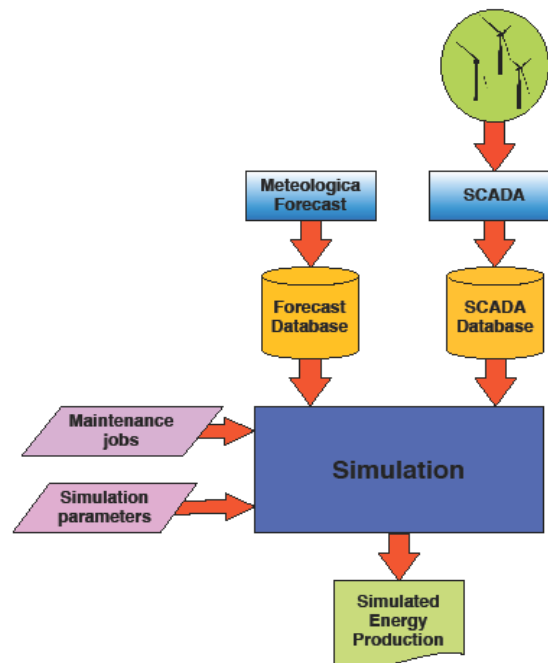 Meteologica
Forecast
SCADA
Forecast
Database
SCADA
Database
Maintenance
jobs
Simulation
Simulation
parameters
Simulated
Energy
Production